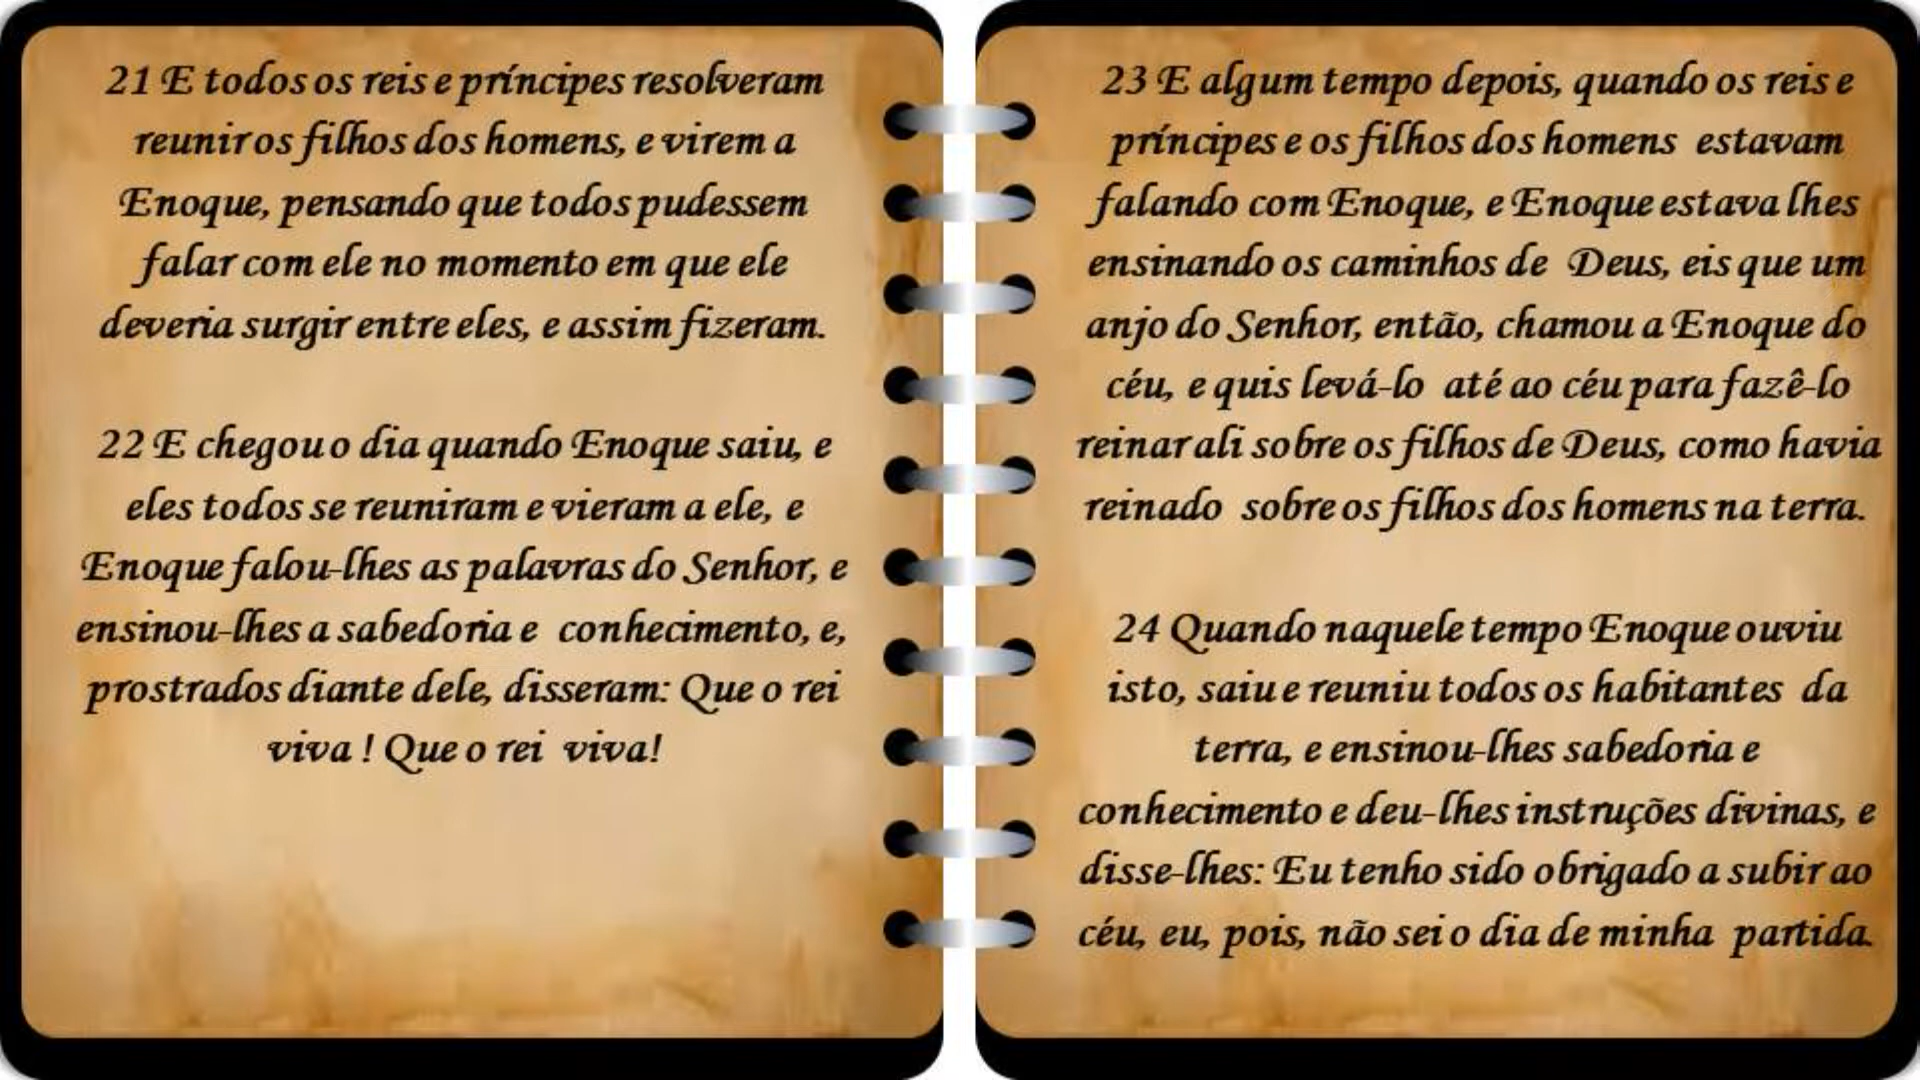 21 E todos os reis e príncipes resolveram
reunir os filhos dos homens, e virem a
Enoque, pensando que todos pudessem
falar com ele no momento em que ele
deveria surgir entre eles, e assim fizeram.
22 E chegou o dia quando Enoque saiu, e
eles todos se reuniram e vieram a ele, e
Enoque falou-lhes as palavras do Senhor, e
ensinou-lhes a sabedoria e conhecimento, e,
prostrados diante dele, disseram: Que o rei
viva ! Que o rei viva!
23 E algum tempo depois, quando os reis e
príncipes e os filhos dos homens estavam
falando com Enoque, e Enoque estava lhes
ensinando os caminhos de Deus, eis que um
anjo do Senhor, então, chamou a Enoque do
céu, e quis levá-lo até ao céu para fazê-lo
reinar ali sobre os filhos de Deus, como havia
reinado sobre os filhos dos homens na terra.
24 Quando naquele tempo Enoque ouviu
isto, saiu e reuniu todos os habitantes da
terra, e ensinou-lhes sabedoria e
conhecimento e deu-lhes instruções divinas, e
disse-lhes: Eu tenho sido obrigado a subir ao
céu, eu, pois, não sei o dia de minha partida.